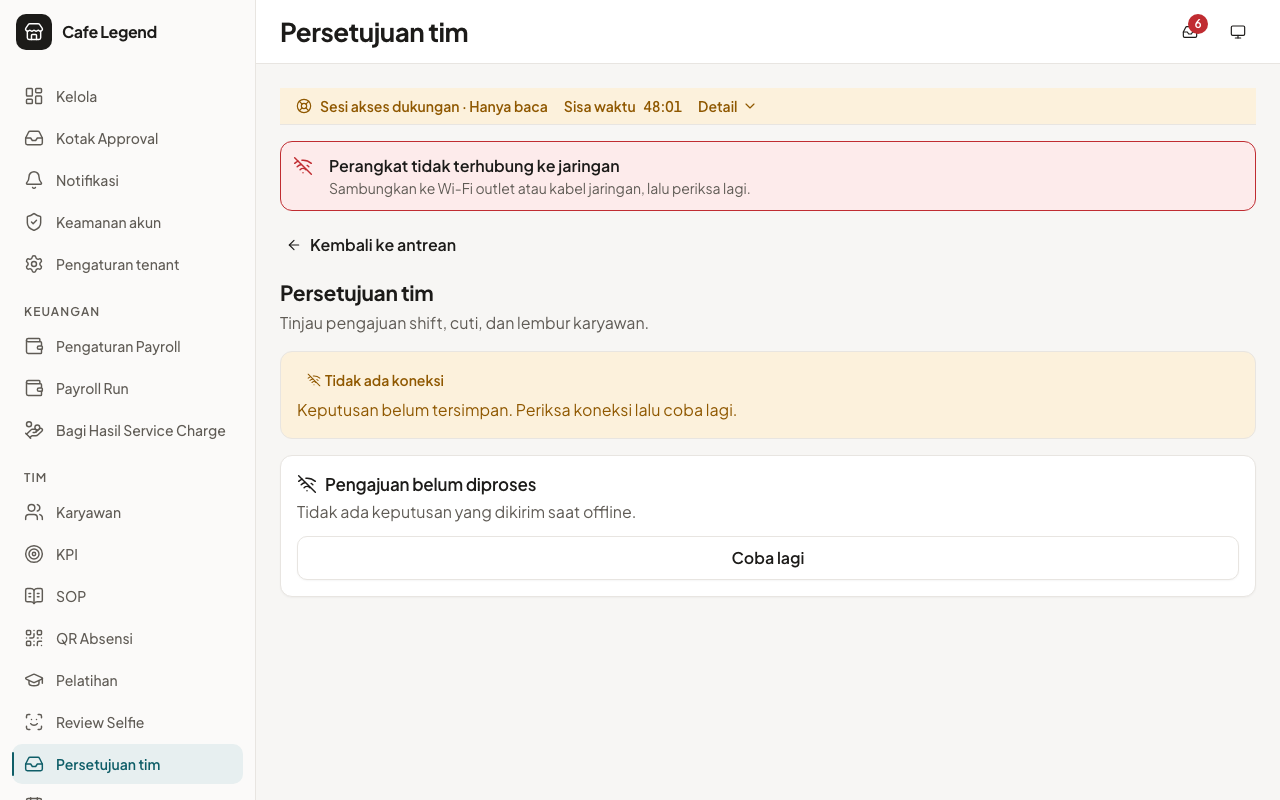 Cafe Legend
Kelola
Kotak Approval
Notifikasi
Keamanan akun
Pengaturan tenant
KEUANGAN
Pengaturan Payroll
Payroll Run
Bagi Hasil Service Charge
TIM
Karyawan
KPI
SOP
QR Absensi
Pelatihan
Review Selfie
Persetujuan tim
Persetujuan tim
6
Sesi akses dukungan · Hanya baca Sisa waktu 48:01 Detail
Perangkat tidak terhubung ke jaringan
Sambungkan ke Wi-Fi outlet atau kabel jaringan, lalu periksa lagi.
Kembali ke antrean
Persetujuan tim
Tinjau pengajuan shift, cuti, dan lembur karyawan.
Tidak ada koneksi
Keputusan belum tersimpan. Periksa koneksi lalu coba lagi.
Pengajuan belum diproses
Tidak ada keputusan yang dikirim saat offline.
Coba lagi